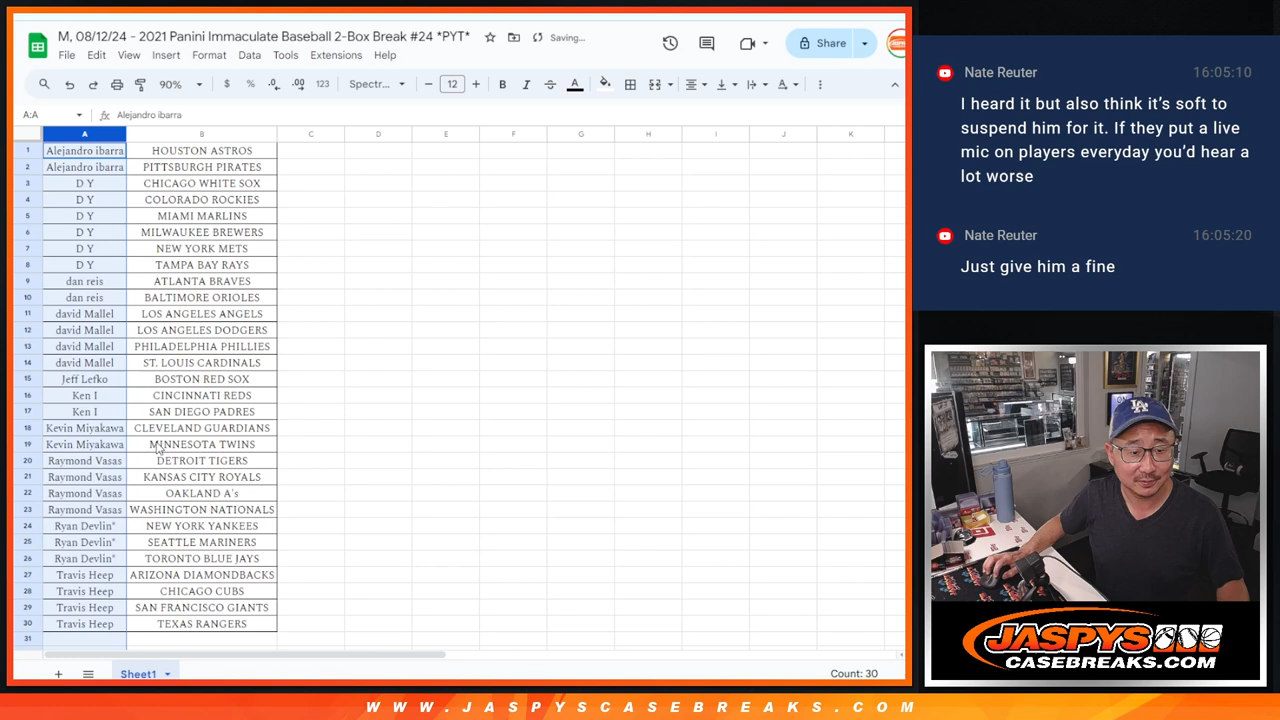 M, 08/12/24 - 2021 Panini Immaculate Baseball 2-Box Break #24 *PYT*
Saving...
File Edit View Insert Format Data Tools Extensions Help
Share
90% $ % .0 .00 123 Spectr... 12 B I A
A:A Alejandro ibarra
A B C D E F G H I J K
1 Alejandro ibarra HOUSTON ASTROS
2 Alejandro ibarra PITTSBURGH PIRATES
3 D Y CHICAGO WHITE SOX
4 D Y COLORADO ROCKIES
5 D Y MIAMI MARLINS
6 D Y MILWAUKEE BREWERS
7 D Y NEW YORK METS
8 D Y TAMPA BAY RAYS
9 dan reis ATLANTA BRAVES
10 dan reis BALTIMORE ORIOLES
11 david Mallel LOS ANGELES ANGELS
12 david Mallel LOS ANGELES DODGERS
13 david Mallel PHILADELPHIA PHILLIES
14 david Mallel ST. LOUIS CARDINALS
15 Jeff Lefko BOSTON RED SOX
16 Ken I CINCINNATI REDS
17 Ken I SAN DIEGO PADRES
18 Kevin Miyakawa CLEVELAND GUARDIANS
19 Kevin Miyakawa MINNESOTA TWINS
20 Raymond Vasas DETROIT TIGERS
21 Raymond Vasas KANSAS CITY ROYALS
22 Raymond Vasas OAKLAND A's
23 Raymond Vasas WASHINGTON NATIONALS
24 Ryan Devlin* NEW YORK YANKEES
25 Ryan Devlin* SEATTLE MARINERS
26 Ryan Devlin* TORONTO BLUE JAYS
27 Travis Heep ARIZONA DIAMONDBACKS
28 Travis Heep CHICAGO CUBS
29 Travis Heep SAN FRANCISCO GIANTS
30 Travis Heep TEXAS RANGERS
31
Sheet1
Count: 30
Nate Reuter 16:05:10
I heard it but also think it's soft to
suspend him for it. If they put a live
mic on players everyday you'd hear a
lot worse
Nate Reuter 16:05:20
Just give him a fine
LA
JASPYS
CASEBREAKS.COM
WWW.JASPYSCASEBREAKS.COM